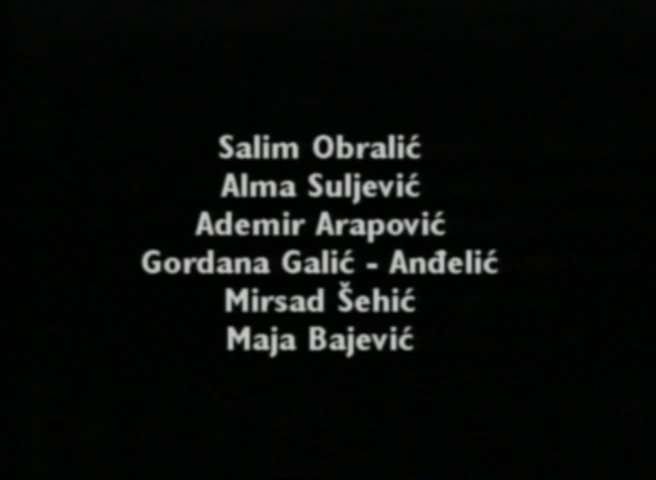 Salim Obralić
Alma Suljević
Ademir Arapović
Gordana Galić - Anđelić
Mirsad Šehić
Maja Bajević